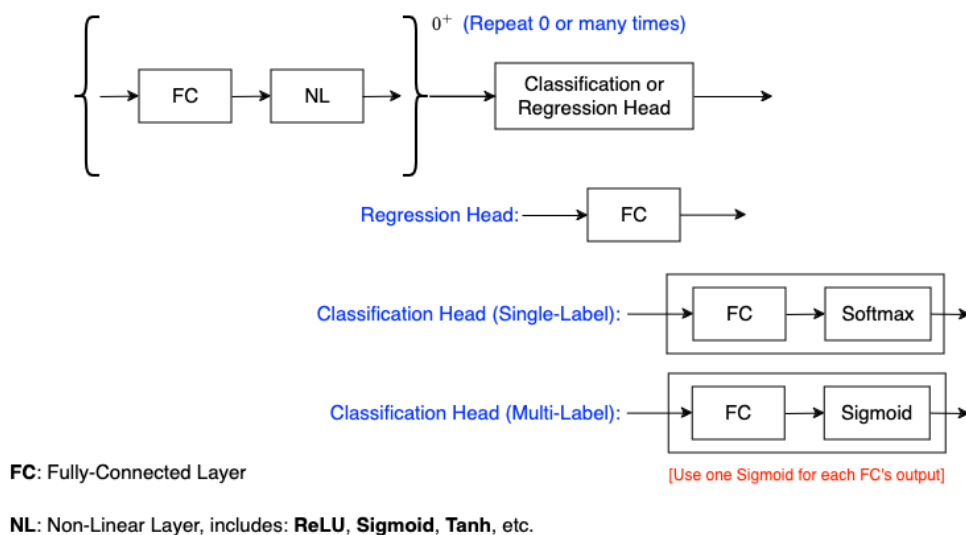 0⁺ (Repeat 0 or many times)
FC
NL
Classification or
Regression Head
Regression Head:
FC
Classification Head (Single-Label):
FC
Softmax
Classification Head (Multi-Label):
FC
Sigmoid
[Use one Sigmoid for each FC's output]
FC: Fully-Connected Layer
NL: Non-Linear Layer, includes: ReLU, Sigmoid, Tanh, etc.